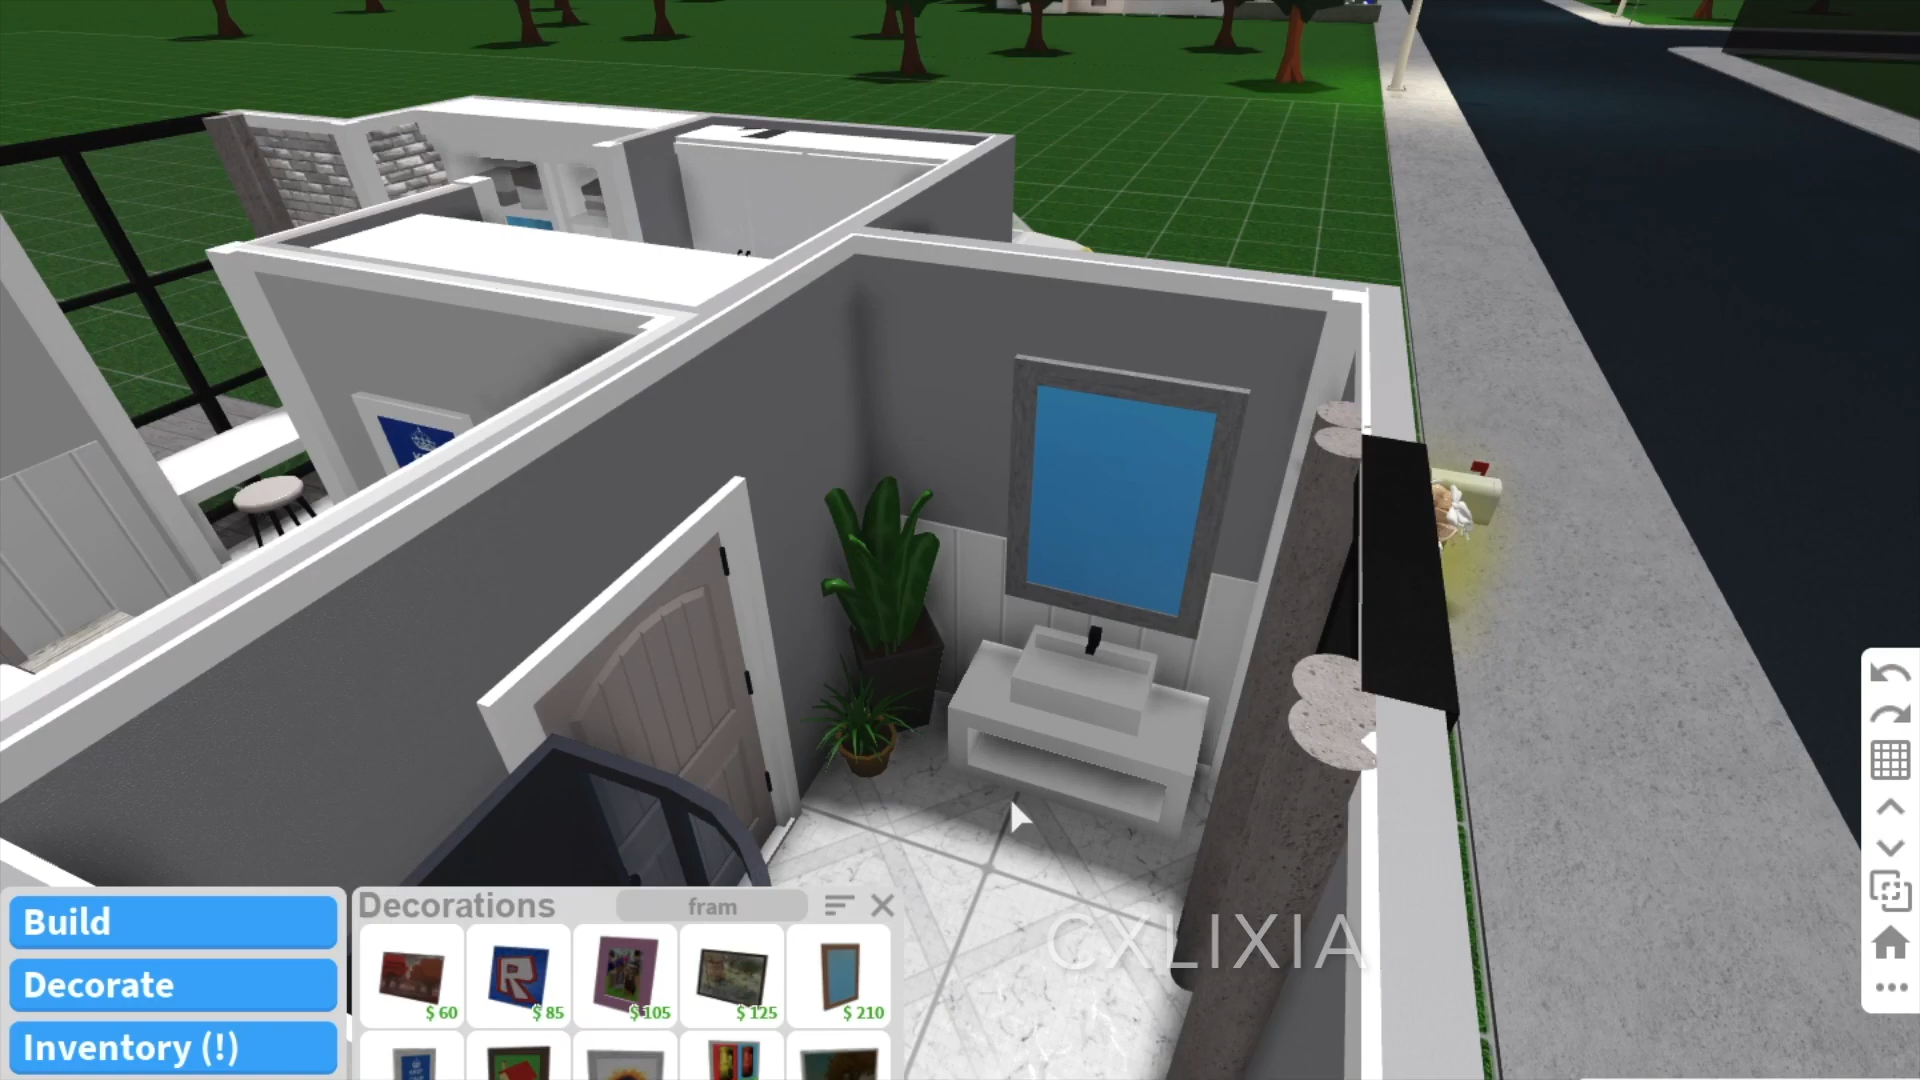 Build
Decorate
Inventory (!)
Decorations
fram
$ 60
$ 85
$ 105
$ 125
$ 210
CXLIXIA